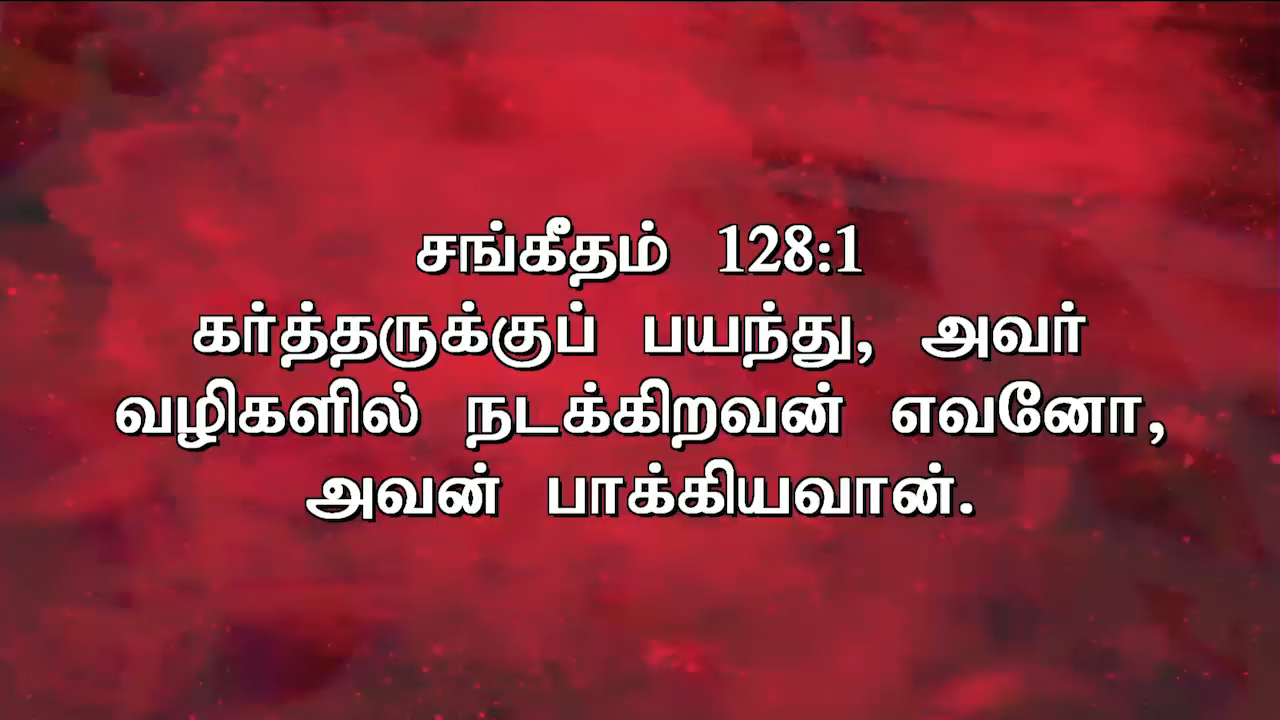 சங்கீதம் 128:1
கர்த்தருக்குப் பயந்து, அவர்
வழிகளில் நடக்கிறவன் எவனோ,
அவன் பாக்கியவான்.